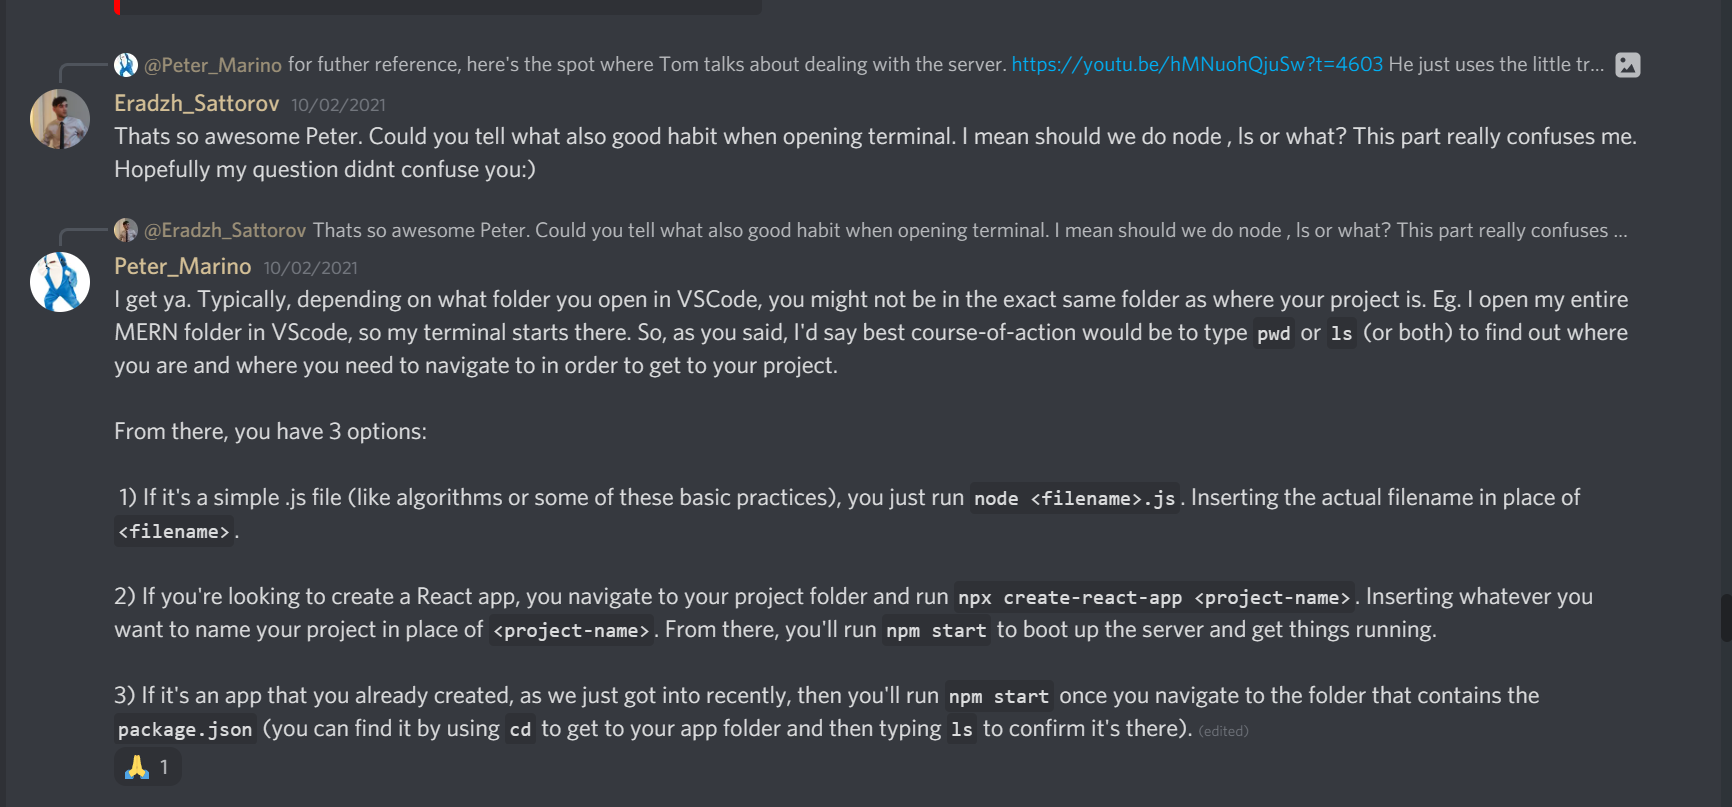 @Peter_Marino for futher reference, here's the spot where Tom talks about dealing with the server. https://youtu.be/hMNuohQjuSw?t=4603 He just uses the little tr...
Eradzh_Sattorov 10/02/2021
Thats so awesome Peter. Could you tell what also good habit when opening terminal. I mean should we do node , ls or what? This part really confuses me.
Hopefully my question didnt confuse you:)
@Eradzh_Sattorov Thats so awesome Peter. Could you tell what also good habit when opening terminal. I mean should we do node , ls or what? This part really confuses ...
Peter_Marino 10/02/2021
I get ya. Typically, depending on what folder you open in VSCode, you might not be in the exact same folder as where your project is. Eg. I open my entire
MERN folder in VScode, so my terminal starts there. So, as you said, I'd say best course-of-action would be to type pwd or ls (or both) to find out where
you are and where you need to navigate to in order to get to your project.
From there, you have 3 options:
1) If it's a simple .js file (like algorithms or some of these basic practices), you just run node <filename>.js. Inserting the actual filename in place of
<filename>.
2) If you're looking to create a React app, you navigate to your project folder and run npx create-react-app <project-name>. Inserting whatever you
want to name your project in place of <project-name>. From there, you'll run npm start to boot up the server and get things running.
3) If it's an app that you already created, as we just got into recently, then you'll run npm start once you navigate to the folder that contains the
package.json (you can find it by using cd to get to your app folder and then typing ls to confirm it's there). (edited)
1